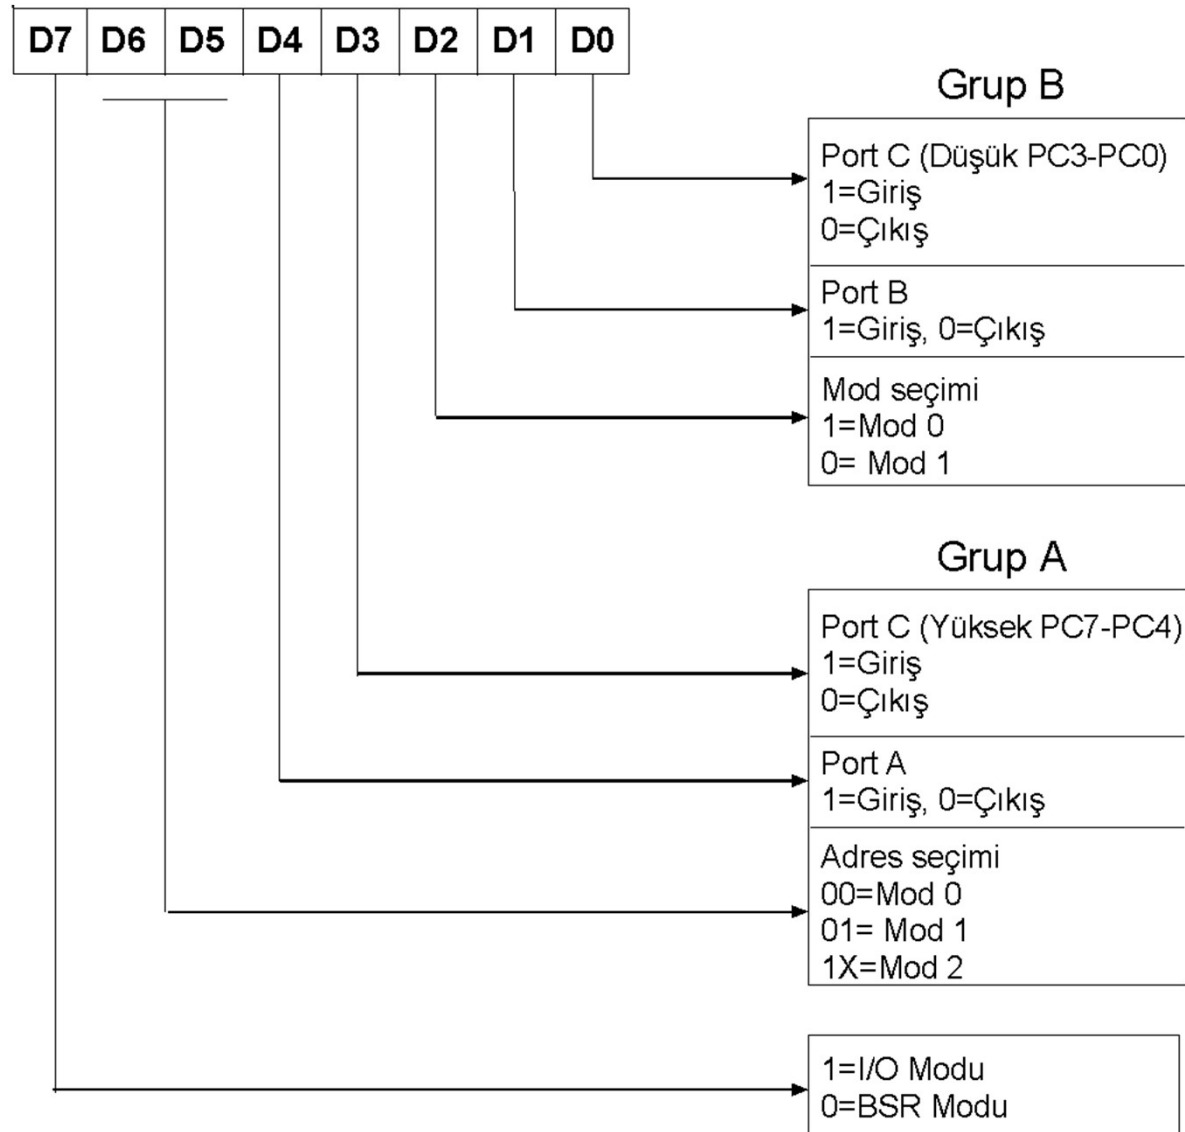 D7 D6 D5 D4 D3 D2 D1 D0
Grup B
Port C (Düşük PC3-PC0)
1=Giriş
0=Çıkış
Port B
1=Giriş, 0=Çıkış
Mod seçimi
1=Mod 0
0= Mod 1
Grup A
Port C (Yüksek PC7-PC4)
1=Giriş
0=Çıkış
Port A
1=Giriş, 0=Çıkış
Adres seçimi
00=Mod 0
01= Mod 1
1X=Mod 2
1=I/O Modu
0=BSR Modu